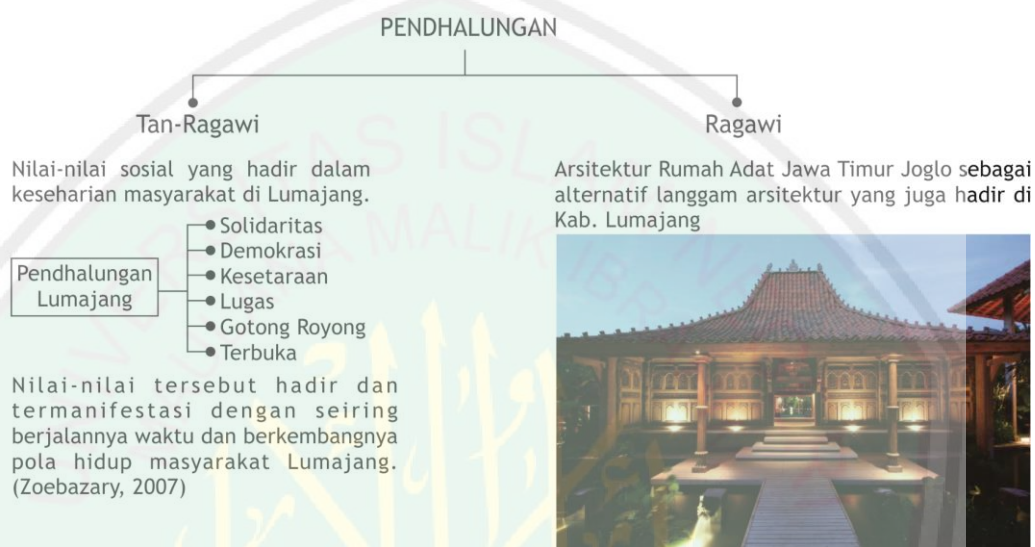 PENDHALUNGAN
Tan-Ragawi
Nilai-nilai sosial yang hadir dalam
keseharian masyarakat di Lumajang.
Pendhalungan
Lumajang
Solidaritas
Demokrasi
Kesetaraan
Lugas
Gotong Royong
Terbuka
Nilai-nilai tersebut hadir dan
termanifestasi dengan seiring
berjalannya waktu dan berkembangnya
pola hidup masyarakat Lumajang.
(Zoebazary, 2007)
Ragawi
Arsitektur Rumah Adat Jawa Timur Joglo sebagai
alternatif langgam arsitektur yang juga hadir di
Kab. Lumajang